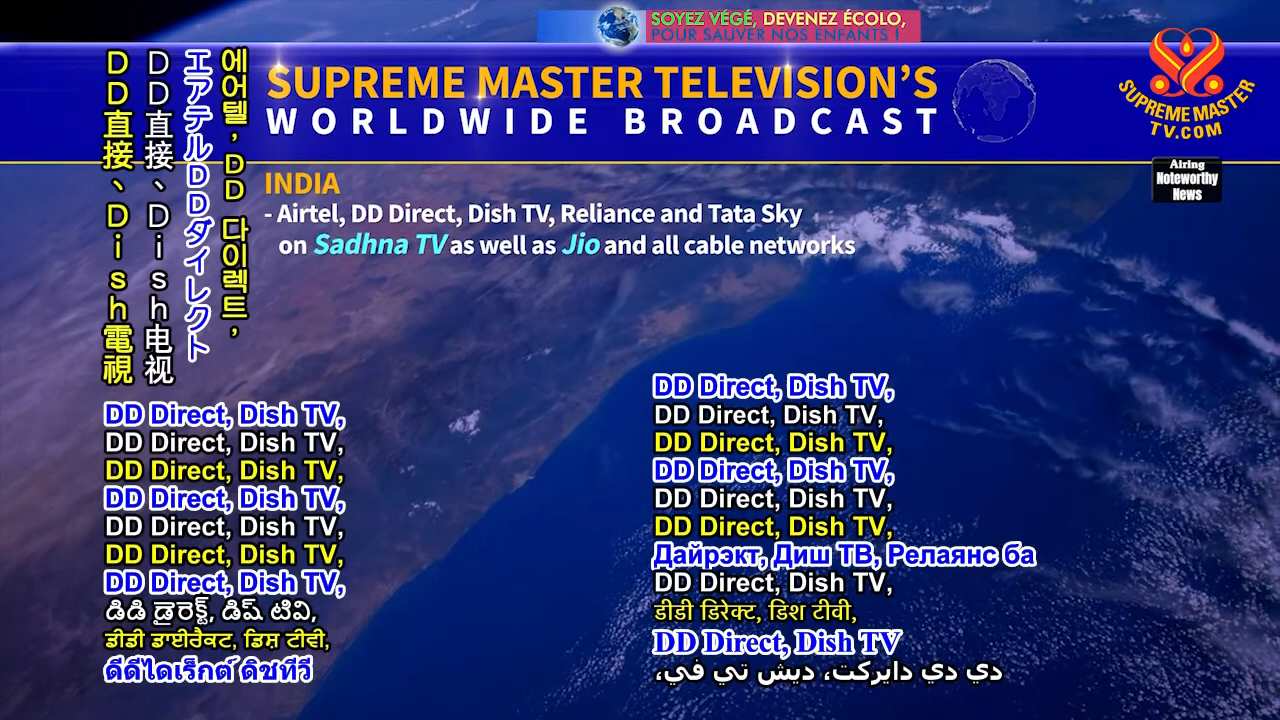 SOYEZ VÉGÉ, DEVENEZ ÉCOLO,
POUR SAUVER NOS ENFANTS !
SUPREME MASTER TELEVISION’S
WORLDWIDE BROADCAST
SUPREME MASTER
TV.COM
Airing
Noteworthy
News
INDIA
- Airtel, DD Direct, Dish TV, Reliance and Tata Sky
on Sadhna TV as well as Jio and all cable networks
에어텔, DD 다이렉트,
エアテルDDダイレクト
DD直接、Dish电视
DD直接、Dish電視
DD Direct, Dish TV,
DD Direct, Dish TV,
DD Direct, Dish TV,
DD Direct, Dish TV,
DD Direct, Dish TV,
DD Direct, Dish TV,
DD Direct, Dish TV,
ಡಿಡಿ ಡೈರೆಕ್ಟ್, ಡಿಷ್ ಟಿವಿ,
ਡੀਡੀ ਡਾਈਰੈਕਟ, ਡਿਸ਼ ਟੀਵੀ,
ดีดีไดเร็กต์ ดิชทีวี
DD Direct, Dish TV,
DD Direct, Dish TV,
DD Direct, Dish TV,
DD Direct, Dish TV,
DD Direct, Dish TV,
DD Direct, Dish TV,
Дайрэкт, Диш ТВ, Релаянс ба
DD Direct, Dish TV,
डीडी डिरेक्ट, डिश टीवी,
DD Direct, Dish TV
دي دي دايركت، ديش تي في،